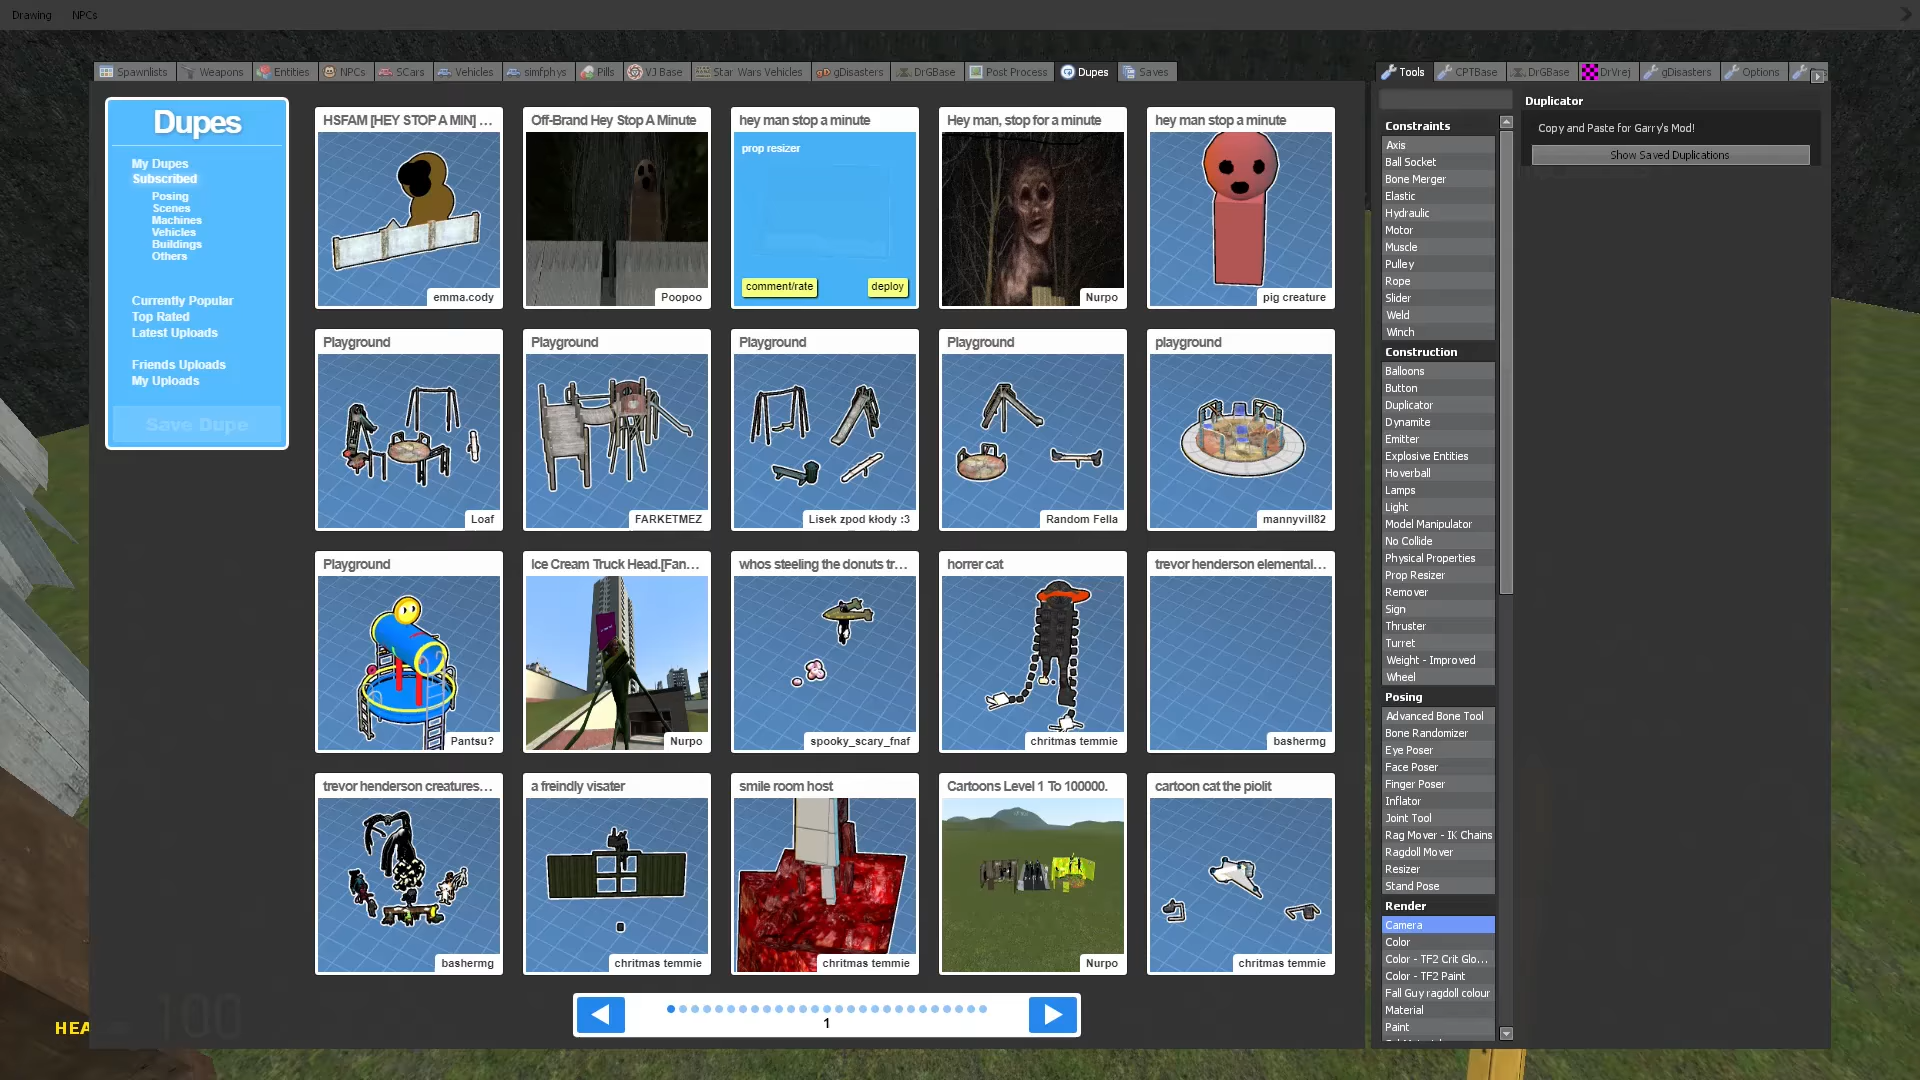 Drawing NPCs
Spawnlists Weapons Entities NPCs SCars Vehicles simfphys Pills VJ Base Star Wars Vehicles gDisasters DrGBase Post Process Dupes Saves
Tools CPTBase DrGBase DrVrej gDisasters Options
Dupes
My Dupes
Subscribed
Posing
Scenes
Machines
Vehicles
Buildings
Others
Currently Popular
Top Rated
Latest Uploads
Friends Uploads
My Uploads
Save Dupe
HSFAM [HEY STOP A MIN] ...
emma.cody
Off-Brand Hey Stop A Minute
Poopoo
hey man stop a minute
prop resizer
comment/rate deploy
Hey man, stop for a minute
Nurpo
hey man stop a minute
pig creature
Playground
Loaf
Playground
FARKETMEZ
Playground
Lisek zpod kłody :3
Playground
Random Fella
playground
mannyvill82
Playground
Pantsu?
Ice Cream Truck Head.[Fan...
Nurpo
whos steeling the donuts tr...
spooky_scary_fnaf
horrer cat
chritmas temmie
trevor henderson elemental...
bashermg
trevor henderson creatures...
bashermg
a freindly visater
chritmas temmie
smile room host
chritmas temmie
Cartoons Level 1 To 100000.
Nurpo
cartoon cat the piolit
chritmas temmie
1
Constraints
Axis
Ball Socket
Bone Merger
Elastic
Hydraulic
Motor
Muscle
Pulley
Rope
Slider
Weld
Winch
Construction
Balloons
Button
Duplicator
Dynamite
Emitter
Explosive Entities
Hoverball
Lamps
Light
Model Manipulator
No Collide
Physical Properties
Prop Resizer
Remover
Sign
Thruster
Turret
Weight - Improved
Wheel
Posing
Advanced Bone Tool
Bone Randomizer
Eye Poser
Face Poser
Finger Poser
Inflator
Joint Tool
Rag Mover - IK Chains
Ragdoll Mover
Resizer
Stand Pose
Render
Camera
Color
Color - TF2 Crit Glo...
Color - TF2 Paint
Fall Guy ragdoll colour
Material
Paint
Duplicator
Copy and Paste for Garry's Mod!
Show Saved Duplications
HEA
100